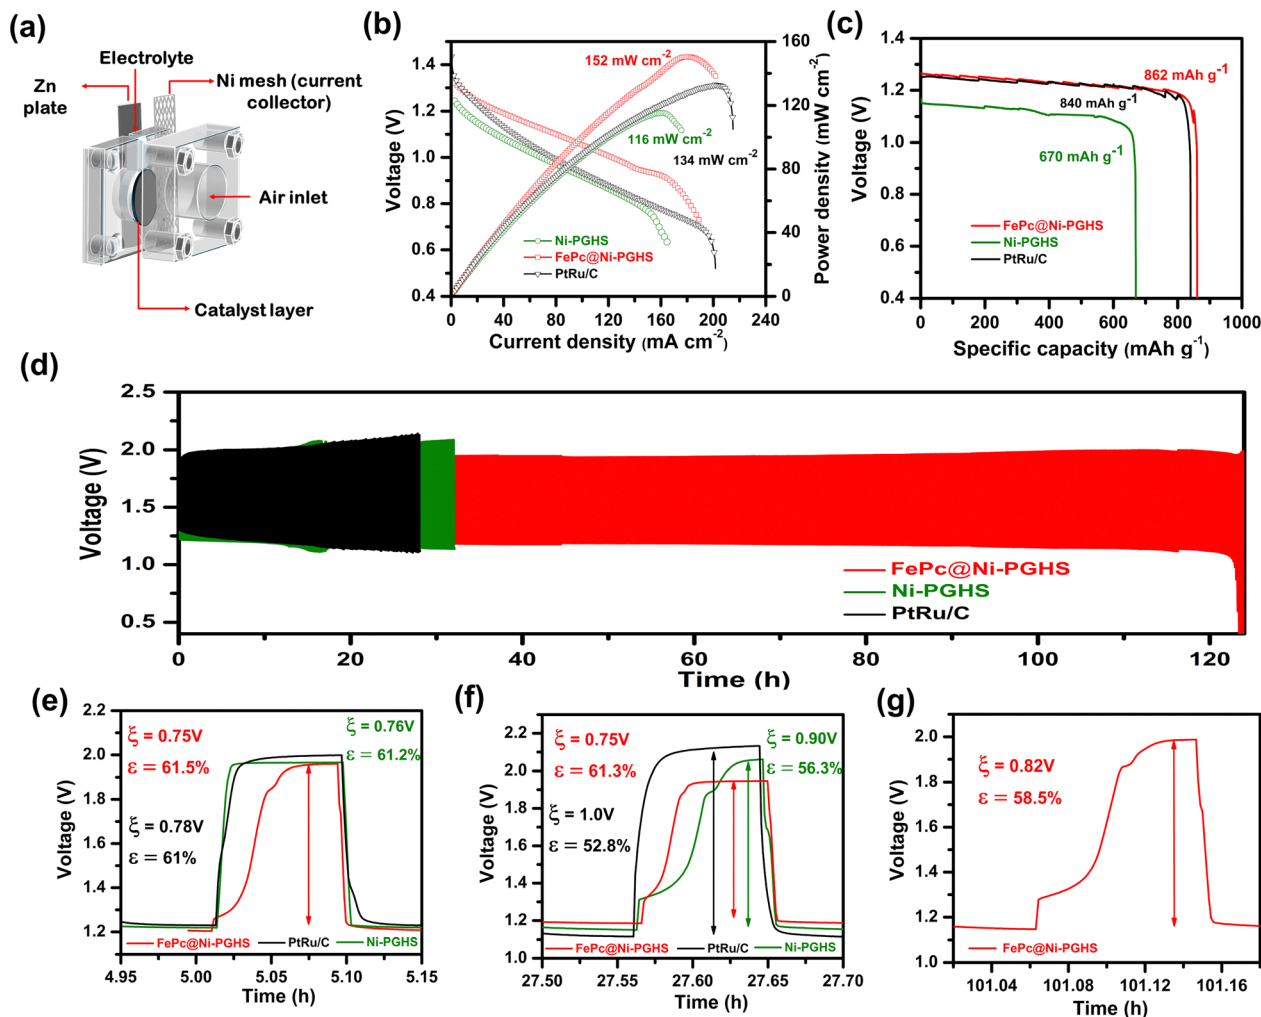 (a)
Electrolyte
Zn
plate
Ni mesh (current
collector)
Air inlet
Catalyst layer
(b)
Voltage (V)
1.4
1.2
1.0
0.8
0.6
0.4
152 mW cm-2
116 mW cm-2
134 mW cm-2
Ni-PGHS
FePc@Ni-PGHS
PtRu/C
150
120
80
40
0
Power density (mW cm-2)
0 40 80 120 160 200 240
Current density (mA cm-2)
(c)
Voltage (V)
1.4
1.2
1.0
0.8
0.6
0.4
862 mAh g-1
840 mAh g-1
670 mAh g-1
FePc@Ni-PGHS
Ni-PGHS
PtRu/C
0 200 400 600 800 1000
Specific capacity (mAh g-1)
(d)
Voltage (V)
2.5
2.0
1.5
1.0
0.5
FePc@Ni-PGHS
Ni-PGHS
PtRu/C
0 20 40 60 80 100 120
Time (h)
(e)
Voltage (V)
2.2
2.0
1.8
1.6
1.4
1.2
ξ = 0.75V
ε = 61.5%
ξ = 0.76V
ε = 61.2%
ξ = 0.78V
ε = 61%
FePc@Ni-PGHS PtRu/C Ni-PGHS
4.95 5.00 5.05 5.10 5.15
Time (h)
(f)
Voltage (V)
2.2
2.0
1.8
1.6
1.4
1.2
1.0
ξ = 0.75V
ε = 61.3%
ξ = 0.90V
ε = 56.3%
ξ = 1.0V
ε = 52.8%
FePc@Ni-PGHS PtRu/C Ni-PGHS
27.50 27.55 27.60 27.65 27.70
Time (h)
(g)
Voltage (V)
2.0
1.8
1.6
1.4
1.2
1.0
ξ = 0.82V
ε = 58.5%
FePc@Ni-PGHS
101.04 101.08 101.12 101.16
Time (h)